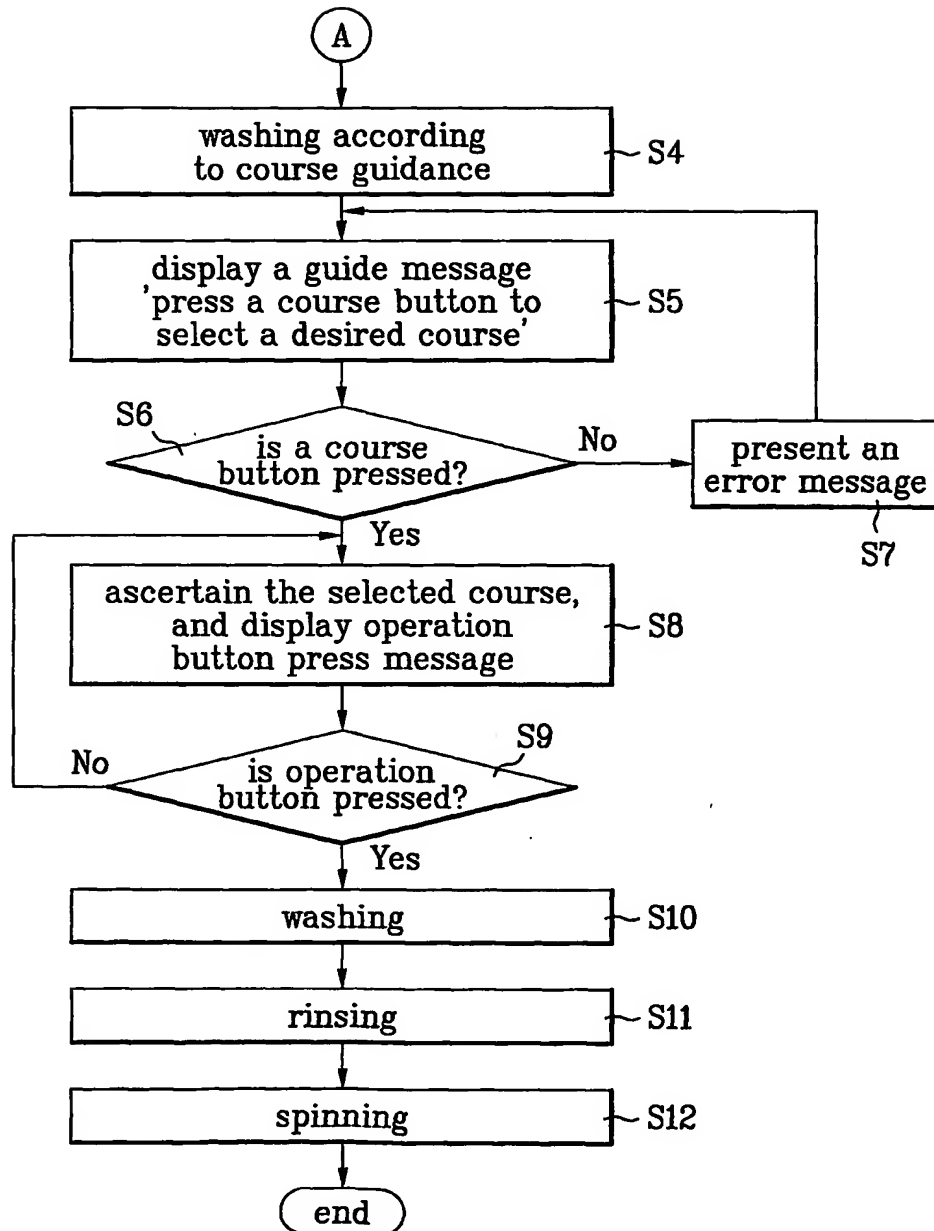 A
washing according
to course guidance
S4
display a guide message
'press a course button to
select a desired course'
S5
S6
is a course
button pressed?
No
present an
error message
S7
Yes
ascertain the selected course,
and display operation
button press message
S8
S9
No
is operation
button pressed?
Yes
washing
S10
rinsing
S11
spinning
S12
end